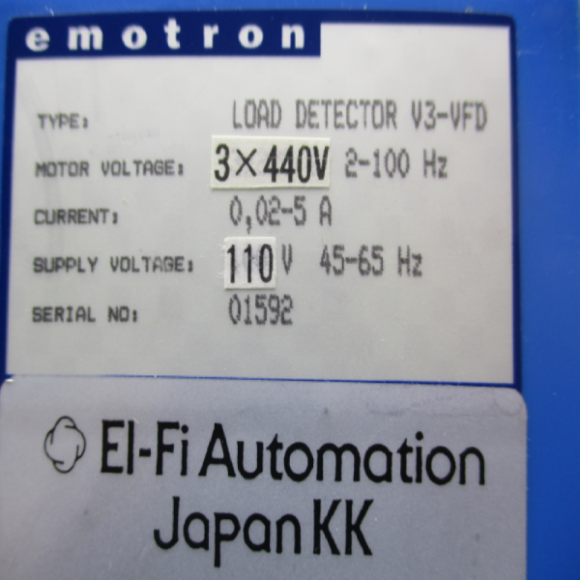 emotron
TYPE: LOAD DETECTOR V3-VFD
MOTOR VOLTAGE: 3×440V 2-100 Hz
CURRENT: 0,02-5 A
SUPPLY VOLTAGE: 110 V 45-65 Hz
SERIAL NO: 01592
El-Fi Automation
Japan KK